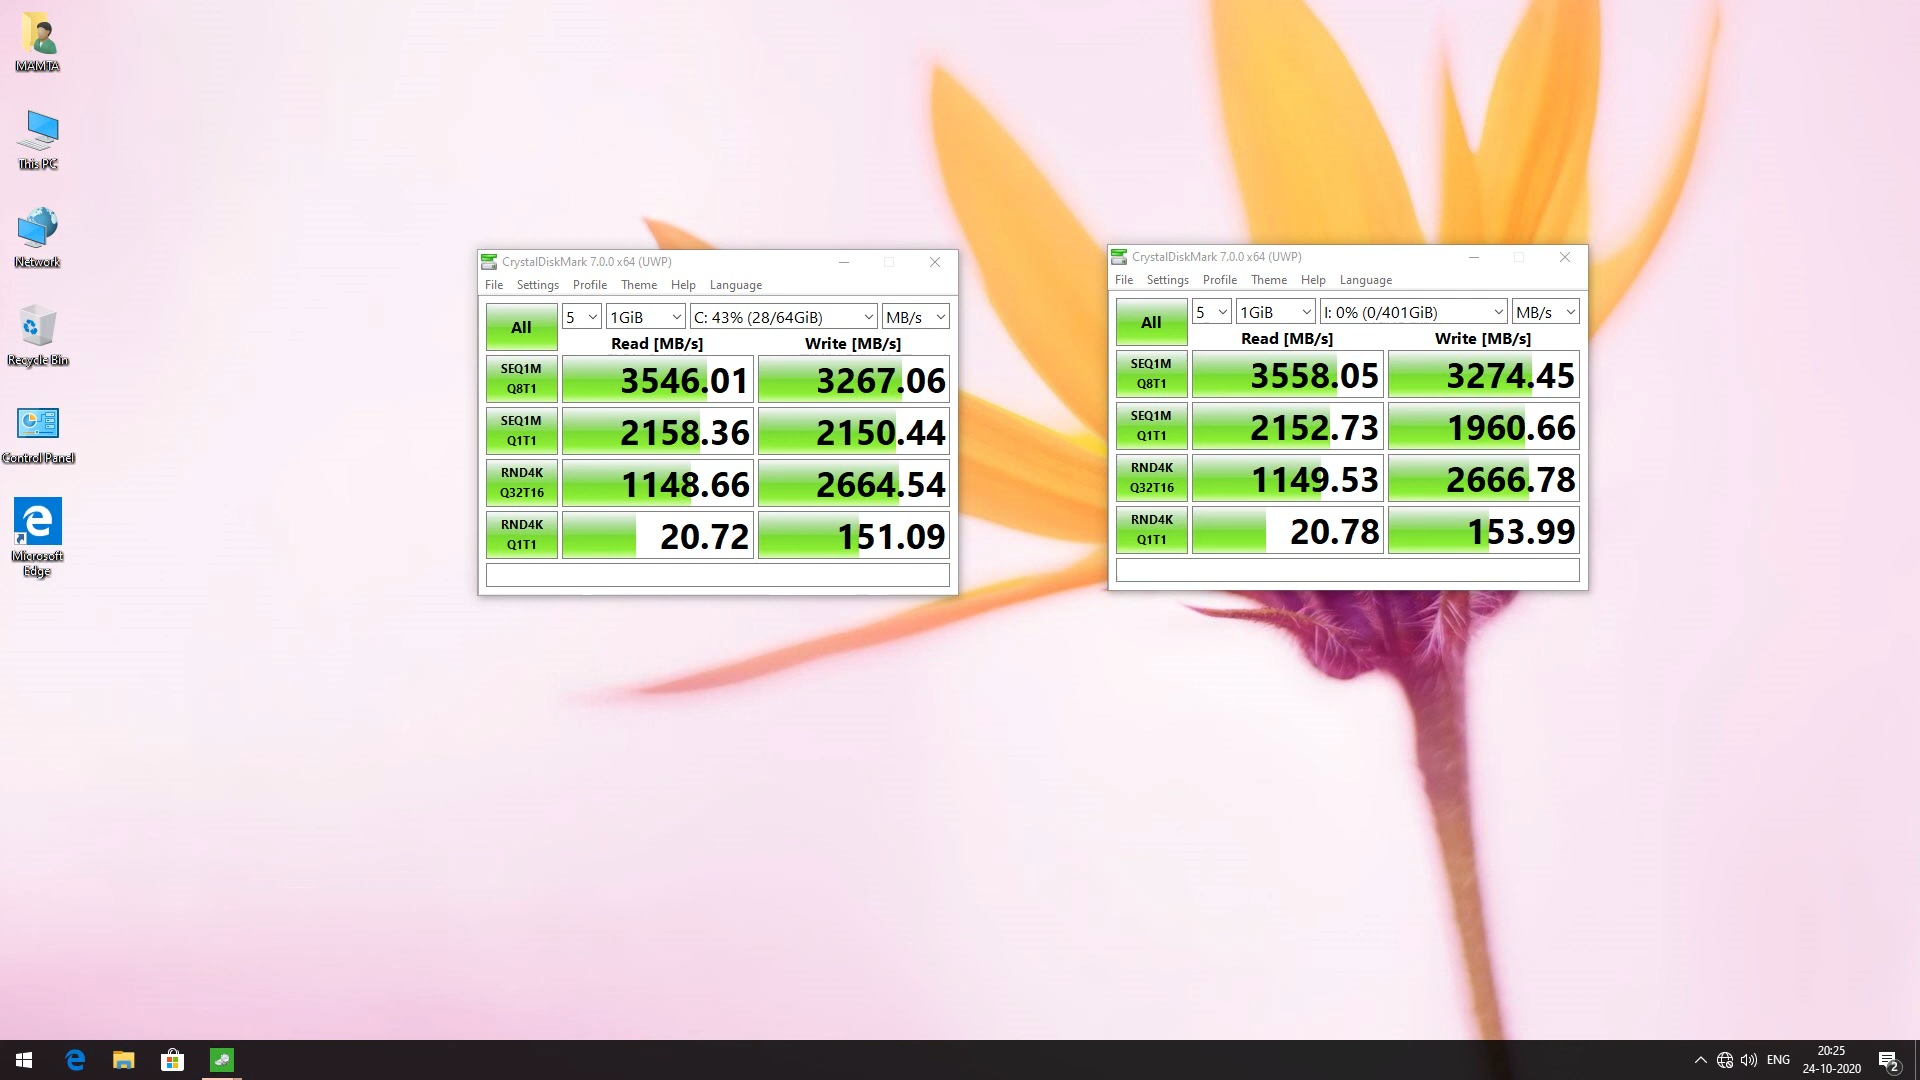 MAMTA
This PC
Network
Recycle Bin
Control Panel
Microsoft
Edge
CrystalDiskMark 7.0.0 x64 (UWP)
File Settings Profile Theme Help Language
All 5 1GiB C: 43% (28/64GiB) MB/s
Read [MB/s] Write [MB/s]
SEQ1M
Q8T1 3546.01 3267.06
SEQ1M
Q1T1 2158.36 2150.44
RND4K
Q32T16 1148.66 2664.54
RND4K
Q1T1 20.72 151.09
CrystalDiskMark 7.0.0 x64 (UWP)
File Settings Profile Theme Help Language
All 5 1GiB I: 0% (0/401GiB) MB/s
Read [MB/s] Write [MB/s]
SEQ1M
Q8T1 3558.05 3274.45
SEQ1M
Q1T1 2152.73 1960.66
RND4K
Q32T16 1149.53 2666.78
RND4K
Q1T1 20.78 153.99
ENG
20:25
24-10-2020
2